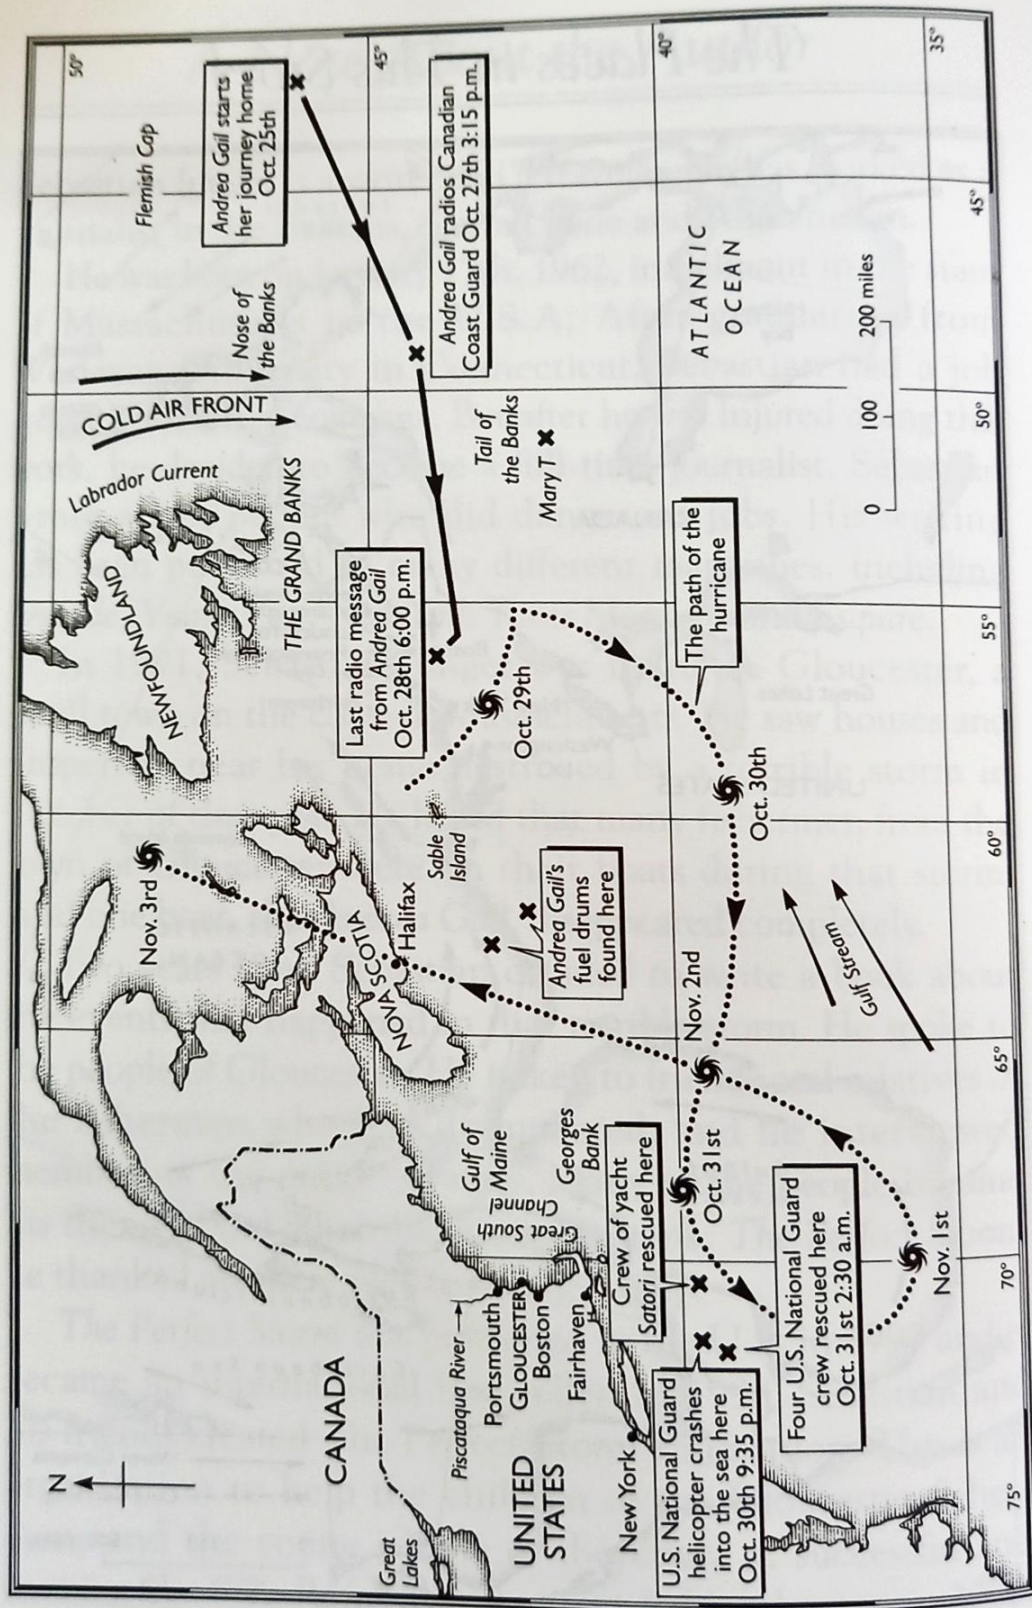 N
CANADA
Great
Lakes
UNITED
STATES
New York
Piscataqua River
Portsmouth
GLOUCESTER
Boston
Fairhaven
Great South
Channel
Gulf of
Maine
Georges
Bank
NOVA SCOTIA
Halifax
Sable
Island
NEWFOUNDLAND
Labrador Current
THE GRAND BANKS
COLD AIR FRONT
Nose of
the Banks
Flemish Cap
Tail of
the Banks
Mary T
ATLANTIC
OCEAN
Gulf Stream
Andrea Gail starts
her journey home
Oct. 25th
Andrea Gail radios Canadian
Coast Guard Oct. 27th 3:15 p.m.
Last radio message
from Andrea Gail
Oct. 28th 6:00 p.m.
Andrea Gail's
fuel drums
found here
The path of the
hurricane
Crew of yacht
Satori rescued here
U.S. National Guard
helicopter crashes
into the sea here
Oct. 30th 9:35 p.m.
Four U.S. National Guard
crew rescued here
Oct. 31st 2:30 a.m.
Oct. 29th
Oct. 30th
Oct. 31st
Nov. 1st
Nov. 2nd
Nov. 3rd
0 100 200 miles
50°
45°
40°
35°
75°
70°
65°
60°
55°
50°
45°